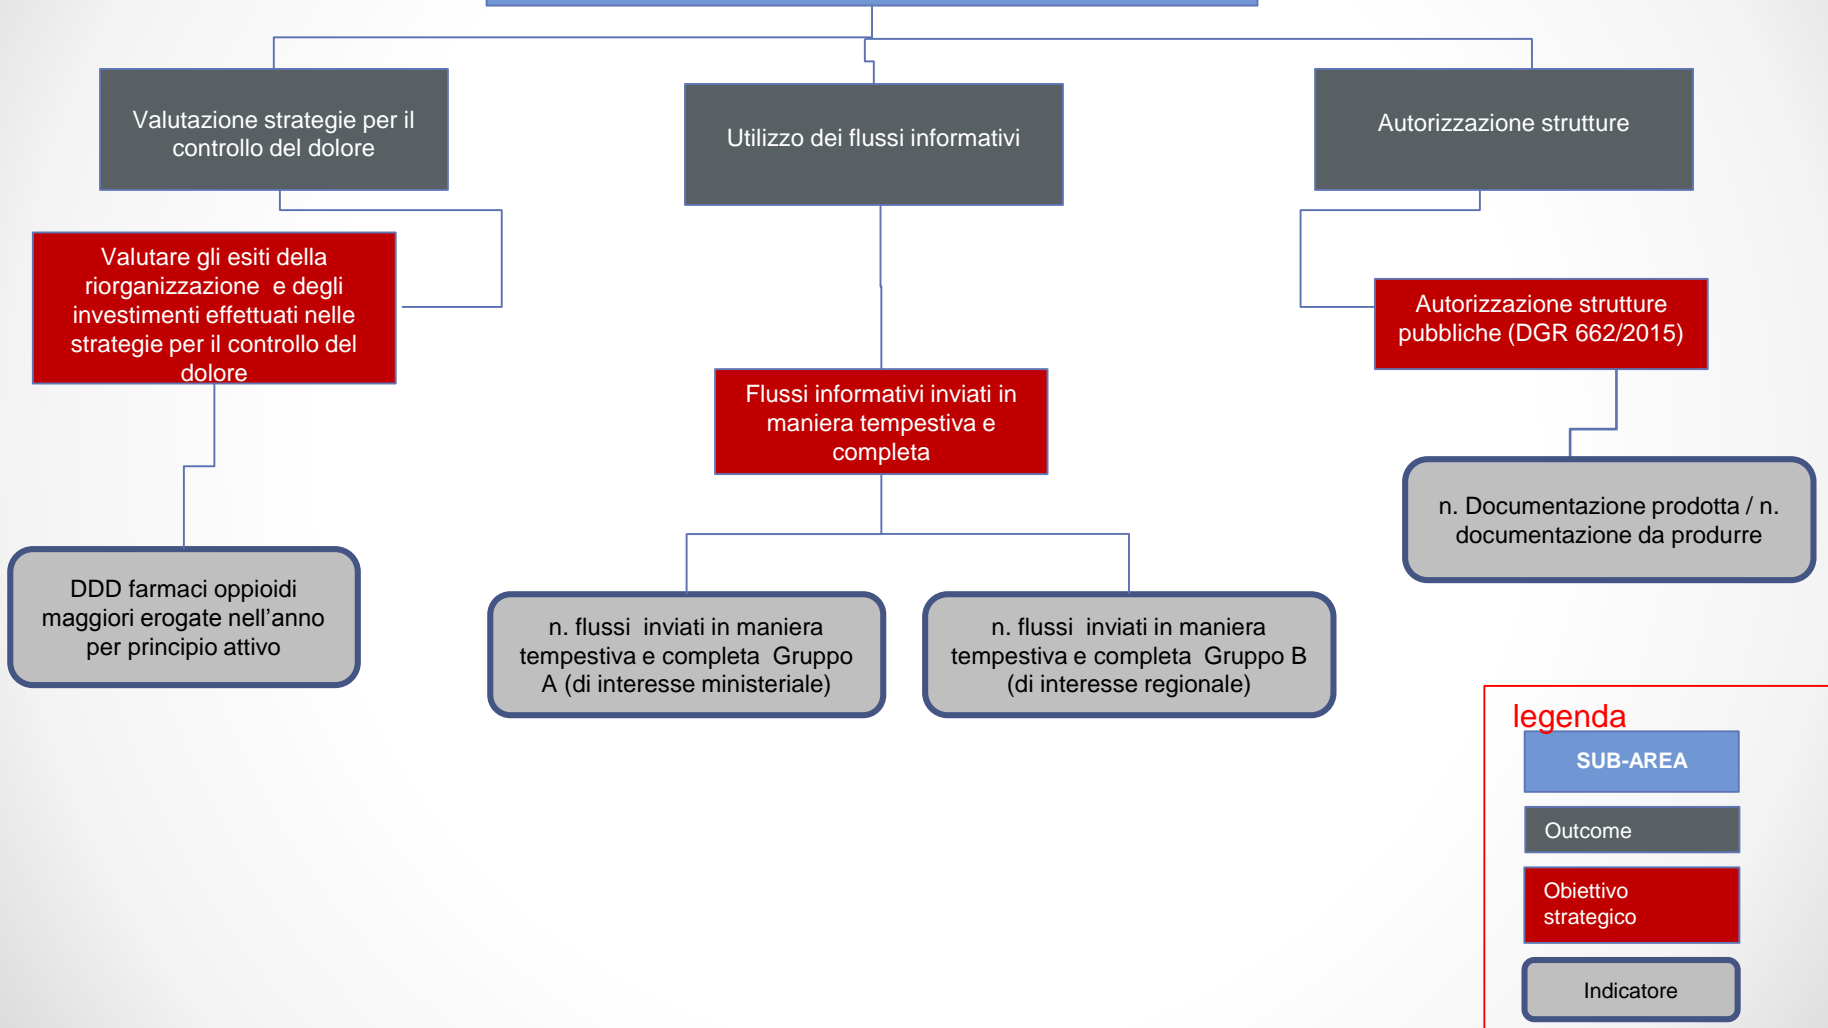 Valutazione strategie per il
controllo del dolore
Utilizzo dei flussi informativi
Autorizzazione strutture
Valutare gli esiti della
riorganizzazione  e degli
investimenti effettuati nelle
strategie per il controllo del
dolore
Flussi informativi inviati in
maniera tempestiva e
completa
Autorizzazione strutture
pubbliche (DGR 662/2015)
DDD farmaci oppioidi
maggiori erogate nell’anno
per principio attivo
n. flussi  inviati in maniera
tempestiva e completa  Gruppo
A (di interesse ministeriale)
n. flussi  inviati in maniera
tempestiva e completa  Gruppo B
(di interesse regionale)
n. Documentazione prodotta / n.
documentazione da produrre
legenda
SUB-AREA
Outcome
Obiettivo
strategico
Indicatore